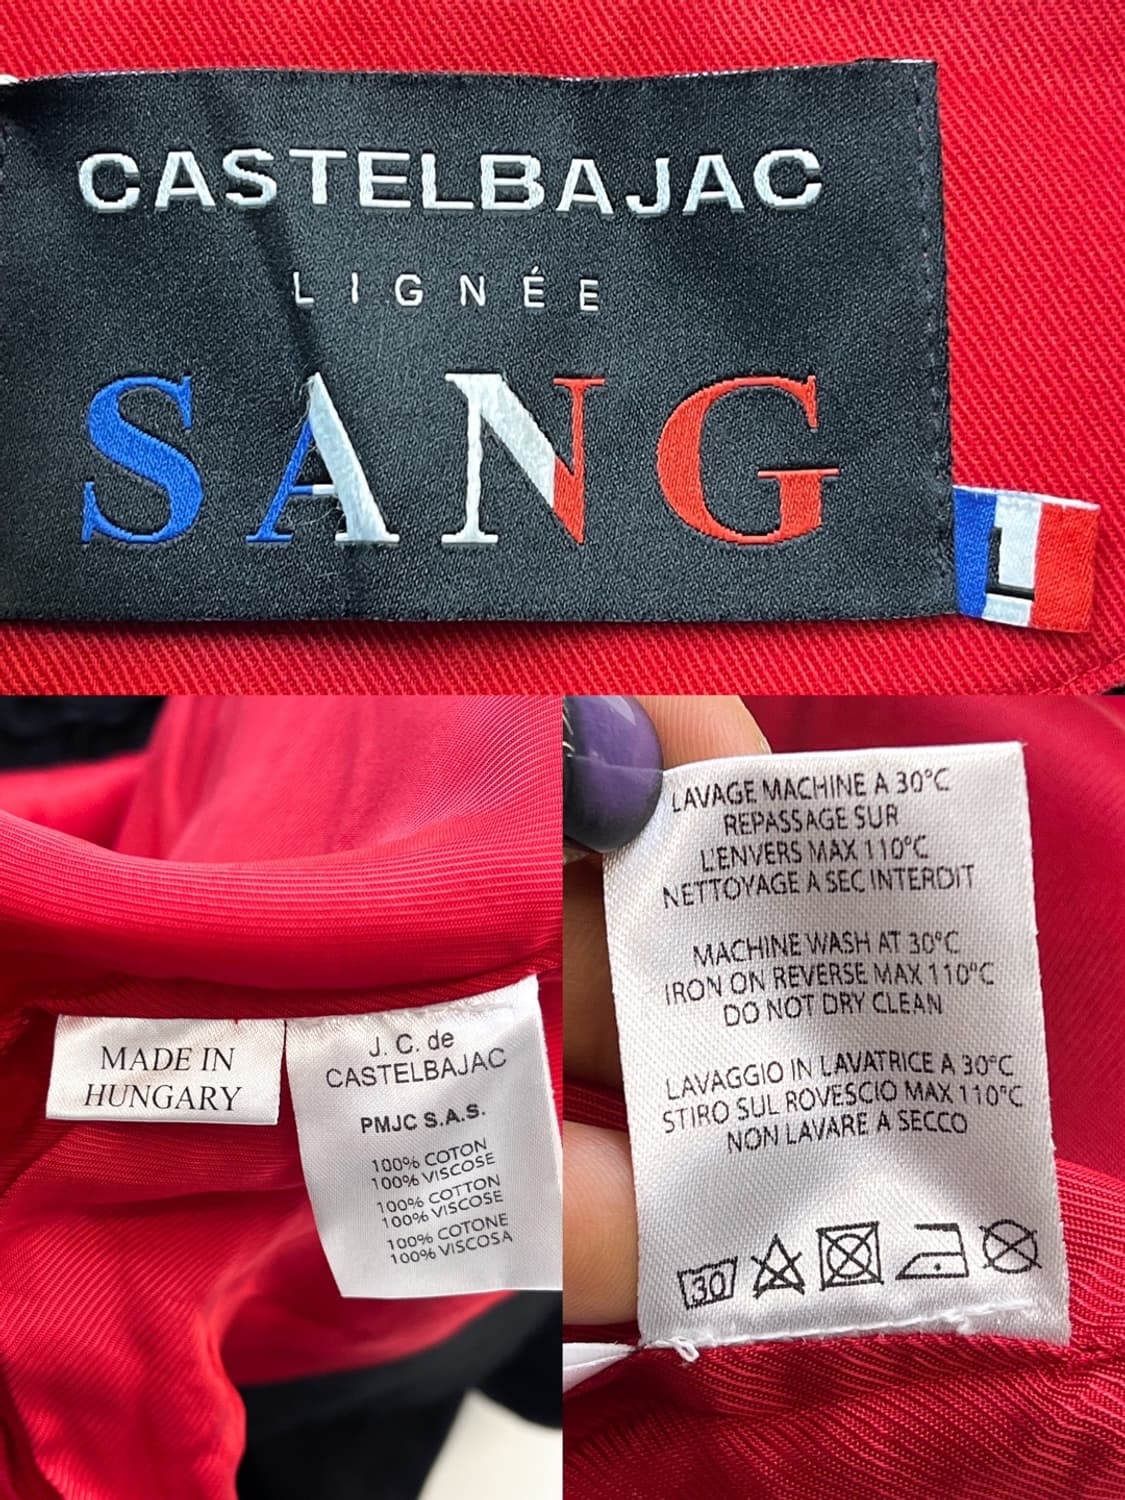 CASTELBAJAC
LIGNÉE
SANG
MADE IN
HUNGARY
J. C. de
CASTELBAJAC
PMJC S.A.S.
100% COTON
100% VISCOSE
100% COTTON
100% VISCOSE
100% COTONE
100% VISCOSA
LAVAGE MACHINE A 30°C
REPASSAGE SUR
L'ENVERS MAX 110°C
NETTOYAGE A SEC INTERDIT
MACHINE WASH AT 30°C
IRON ON REVERSE MAX 110°C
DO NOT DRY CLEAN
LAVAGGIO IN LAVATRICE A 30°C
STIRO SUL ROVESCIO MAX 110°C
NON LAVARE A SECCO
30